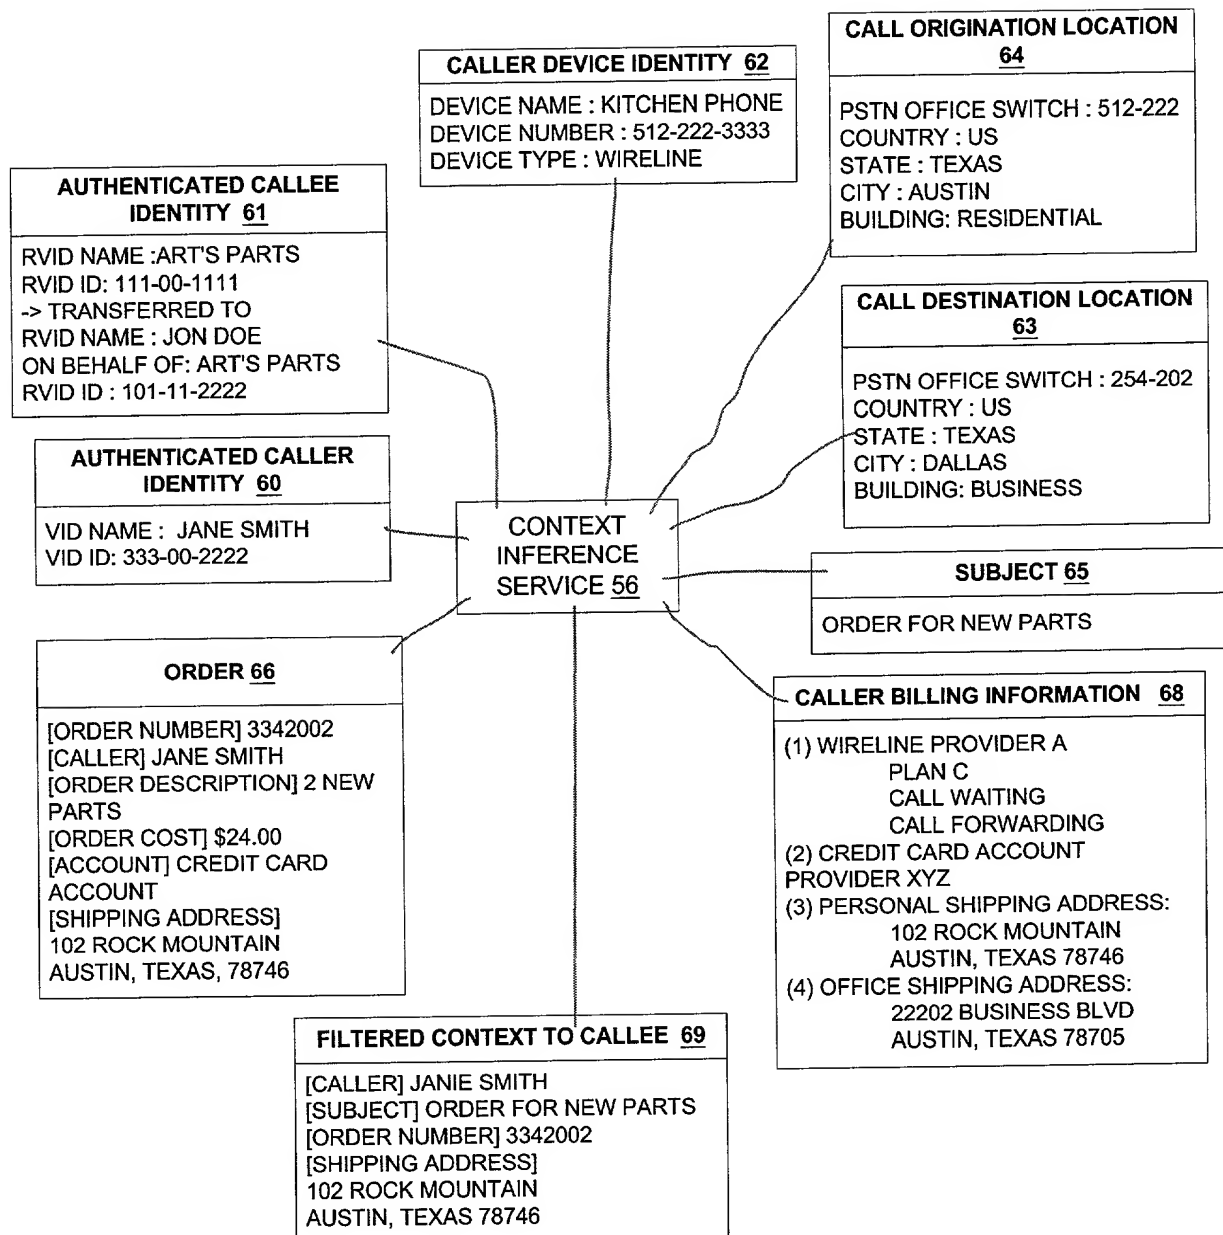 CALLER DEVICE IDENTITY 62
DEVICE NAME : KITCHEN PHONE
DEVICE NUMBER : 512-222-3333
DEVICE TYPE : WIRELINE
CALL ORIGINATION LOCATION
64
PSTN OFFICE SWITCH : 512-222
COUNTRY : US
STATE : TEXAS
CITY : AUSTIN
BUILDING: RESIDENTIAL
AUTHENTICATED CALLEE
IDENTITY 61
RVID NAME :ART'S PARTS
RVID ID: 111-00-1111
-> TRANSFERRED TO
RVID NAME : JON DOE
ON BEHALF OF: ART'S PARTS
RVID ID : 101-11-2222
CALL DESTINATION LOCATION
63
PSTN OFFICE SWITCH : 254-202
COUNTRY : US
STATE : TEXAS
CITY : DALLAS
BUILDING: BUSINESS
AUTHENTICATED CALLER
IDENTITY 60
VID NAME : JANE SMITH
VID ID: 333-00-2222
CONTEXT
INFERENCE
SERVICE 56
SUBJECT 65
ORDER FOR NEW PARTS
ORDER 66
[ORDER NUMBER] 3342002
[CALLER] JANE SMITH
[ORDER DESCRIPTION] 2 NEW
PARTS
[ORDER COST] $24.00
[ACCOUNT] CREDIT CARD
ACCOUNT
[SHIPPING ADDRESS]
102 ROCK MOUNTAIN
AUSTIN, TEXAS, 78746
CALLER BILLING INFORMATION 68
(1) WIRELINE PROVIDER A
PLAN C
CALL WAITING
CALL FORWARDING
(2) CREDIT CARD ACCOUNT
PROVIDER XYZ
(3) PERSONAL SHIPPING ADDRESS:
102 ROCK MOUNTAIN
AUSTIN, TEXAS 78746
(4) OFFICE SHIPPING ADDRESS:
22202 BUSINESS BLVD
AUSTIN, TEXAS 78705
FILTERED CONTEXT TO CALLEE 69
[CALLER] JANIE SMITH
[SUBJECT] ORDER FOR NEW PARTS
[ORDER NUMBER] 3342002
[SHIPPING ADDRESS]
102 ROCK MOUNTAIN
AUSTIN, TEXAS 78746